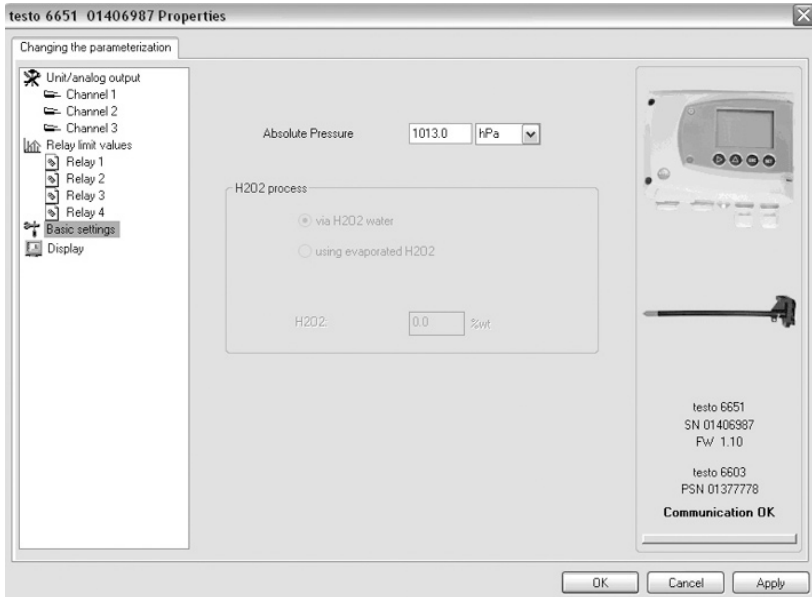 testo 6651 01406987 Properties
Changing the parameterization
Unit/analog output
Channel 1
Channel 2
Channel 3
Relay limit values
Relay 1
Relay 2
Relay 3
Relay 4
Basic settings
Display
Absolute Pressure 1013.0 hPa
H2O2 process
via H2O2 water
using evaporated H2O2
H2O2: 0.0 %wt
testo 6651
SN 01406987
FW 1.10
testo 6603
PSN 01377778
Communication OK
OK Cancel Apply